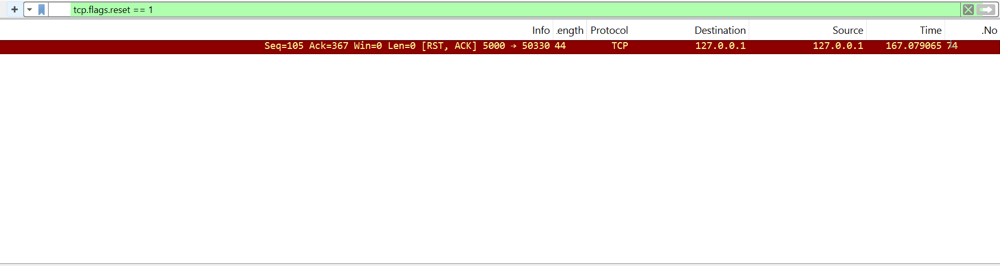 tcp.flags.reset == 1
No. Time Source Destination Protocol Length Info
74 167.079065 127.0.0.1 127.0.0.1 TCP 44 5000 → 50330 [RST, ACK] Seq=105 Ack=367 Win=0 Len=0